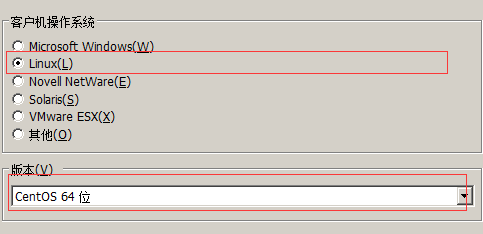 客户机操作系统
Microsoft Windows(W)
Linux(L)
Novell NetWare(E)
Solaris(S)
VMware ESX(X)
其他(O)
版本(V)
CentOS 64 位